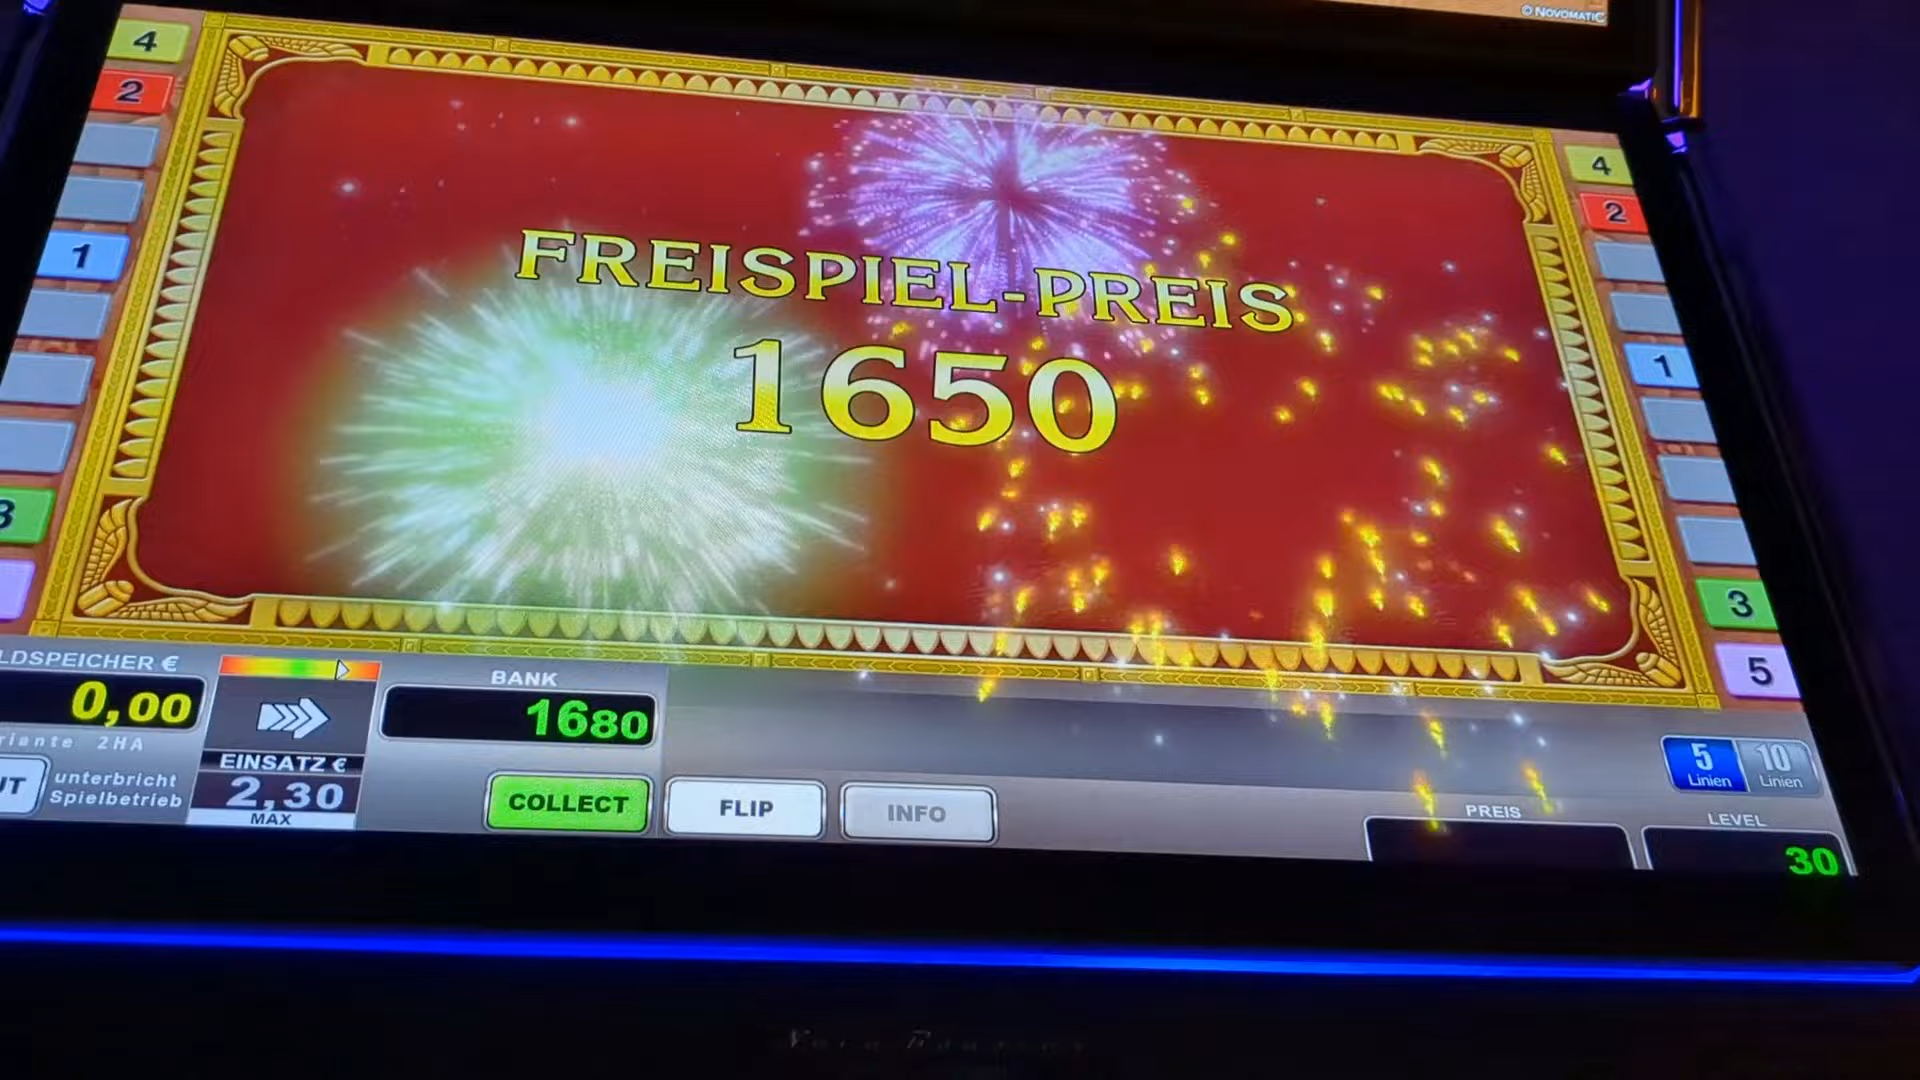 © NOVOMATIC
4
2
1
3
4
2
1
3
5
FREISPIEL-PREIS
1650
LDSPEICHER €
0,00
riante 2HA
UT
unterbricht
Spielbetrieb
EINSATZ €
2,30
MAX
BANK
1680
COLLECT
FLIP
INFO
5
Linien
10
Linien
PREIS
LEVEL
30